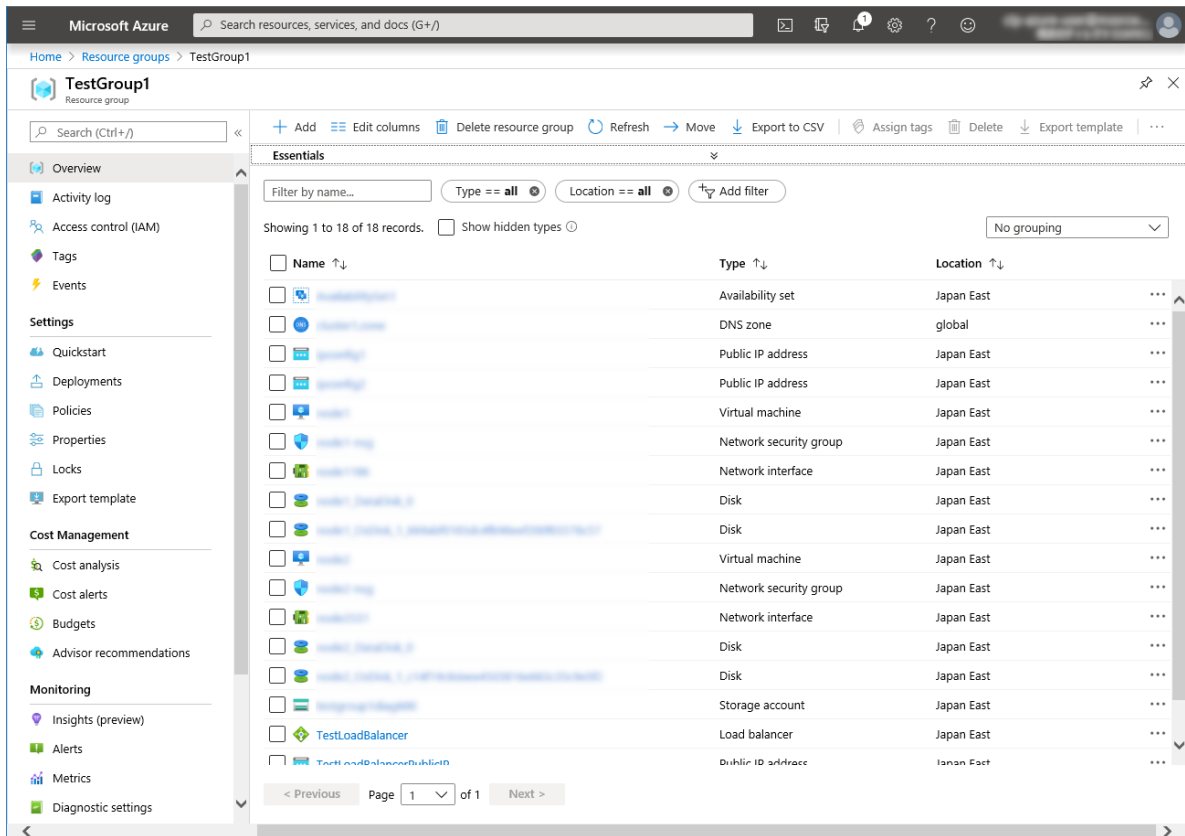 Microsoft Azure
Search resources, services, and docs (G+/)
1
Home > Resource groups > TestGroup1
TestGroup1
Resource group
Search (Ctrl+/)
«
Add
Edit columns
Delete resource group
Refresh
Move
Export to CSV
Assign tags
Delete
Export template
...
Essentials
Overview
Activity log
Access control (IAM)
Tags
Events
Settings
Quickstart
Deployments
Policies
Properties
Locks
Export template
Cost Management
Cost analysis
Cost alerts
Budgets
Advisor recommendations
Monitoring
Insights (preview)
Alerts
Metrics
Diagnostic settings
Filter by name...
Type == all
Location == all
Add filter
Showing 1 to 18 of 18 records.
Show hidden types
No grouping
Name ↑↓ Type ↑↓ Location ↑↓
Availability set Japan East
DNS zone global
Public IP address Japan East
Public IP address Japan East
Virtual machine Japan East
Network security group Japan East
Network interface Japan East
Disk Japan East
Disk Japan East
Virtual machine Japan East
Network security group Japan East
Network interface Japan East
Disk Japan East
Disk Japan East
Storage account Japan East
TestLoadBalancer Load balancer Japan East
TestLoadBalancerPublicIP Public IP address Japan East
< Previous Page 1 of 1 Next >